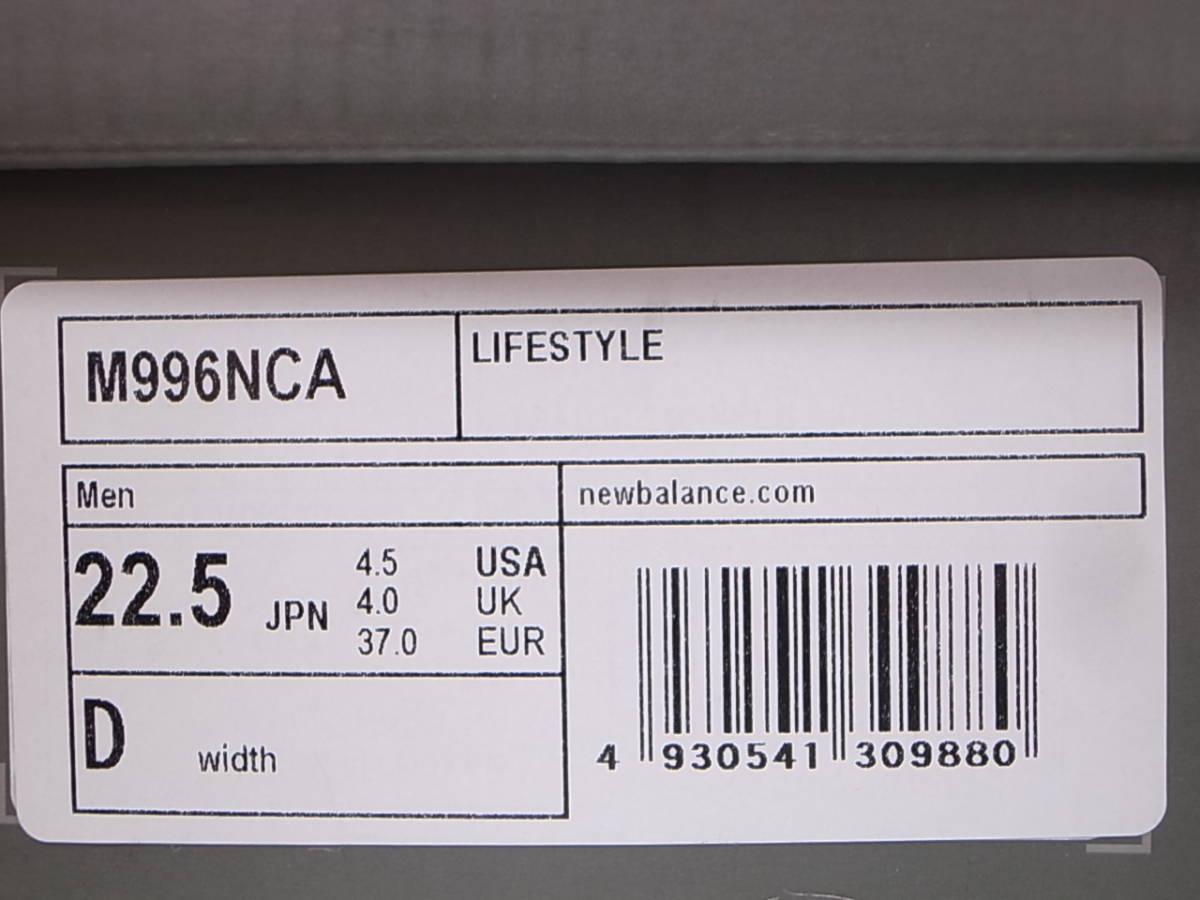 M996NCA
LIFESTYLE
Men
newbalance.com
22.5 JPN
4.5 USA
4.0 UK
37.0 EUR
D width
4 930541 309880